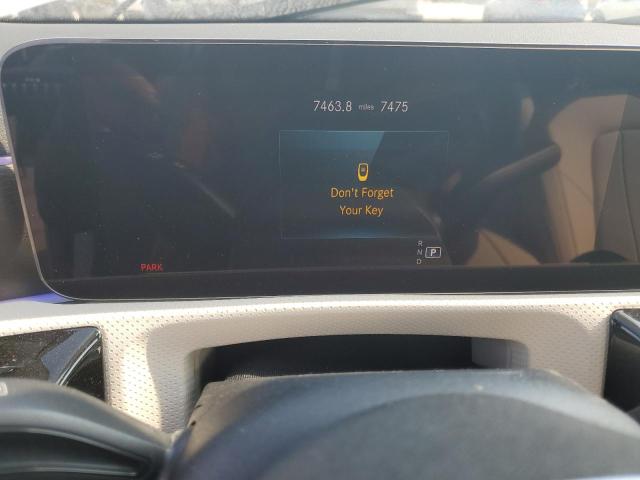 7463.8 miles 7475
Don't Forget
Your Key
R
N P
D
PARK